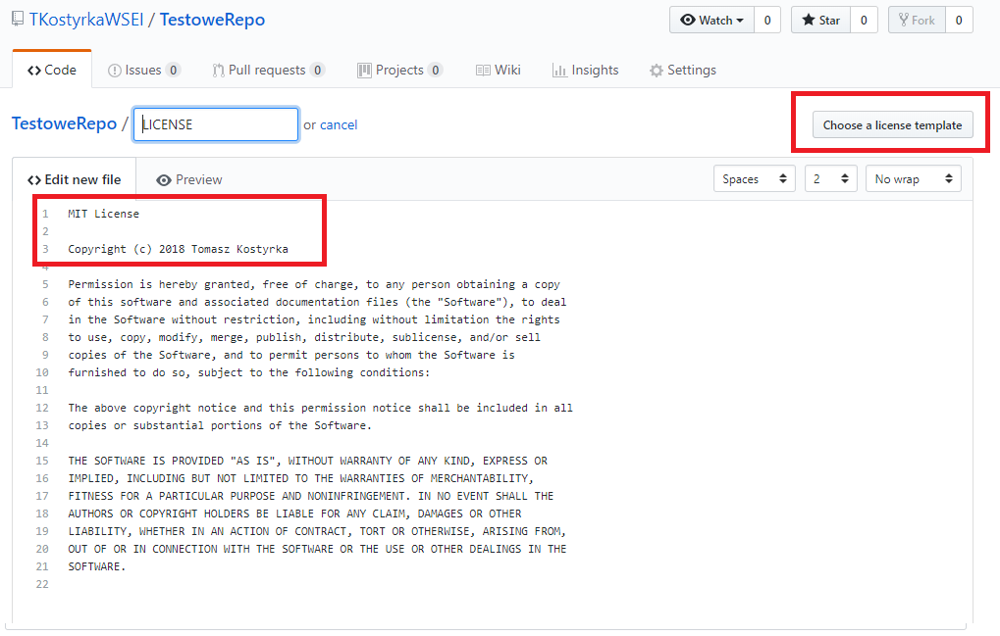 TKostyrkaWSEI / TestoweRepo
Watch 0 Star 0 Fork 0
Code Issues 0 Pull requests 0 Projects 0 Wiki Insights Settings
TestoweRepo / LICENSE or cancel Choose a license template
Edit new file Preview Spaces 2 No wrap
1 MIT License
2
3 Copyright (c) 2018 Tomasz Kostyrka
4
5 Permission is hereby granted, free of charge, to any person obtaining a copy
6 of this software and associated documentation files (the "Software"), to deal
7 in the Software without restriction, including without limitation the rights
8 to use, copy, modify, merge, publish, distribute, sublicense, and/or sell
9 copies of the Software, and to permit persons to whom the Software is
10 furnished to do so, subject to the following conditions:
11
12 The above copyright notice and this permission notice shall be included in all
13 copies or substantial portions of the Software.
14
15 THE SOFTWARE IS PROVIDED "AS IS", WITHOUT WARRANTY OF ANY KIND, EXPRESS OR
16 IMPLIED, INCLUDING BUT NOT LIMITED TO THE WARRANTIES OF MERCHANTABILITY,
17 FITNESS FOR A PARTICULAR PURPOSE AND NONINFRINGEMENT. IN NO EVENT SHALL THE
18 AUTHORS OR COPYRIGHT HOLDERS BE LIABLE FOR ANY CLAIM, DAMAGES OR OTHER
19 LIABILITY, WHETHER IN AN ACTION OF CONTRACT, TORT OR OTHERWISE, ARISING FROM,
20 OUT OF OR IN CONNECTION WITH THE SOFTWARE OR THE USE OR OTHER DEALINGS IN THE
21 SOFTWARE.
22